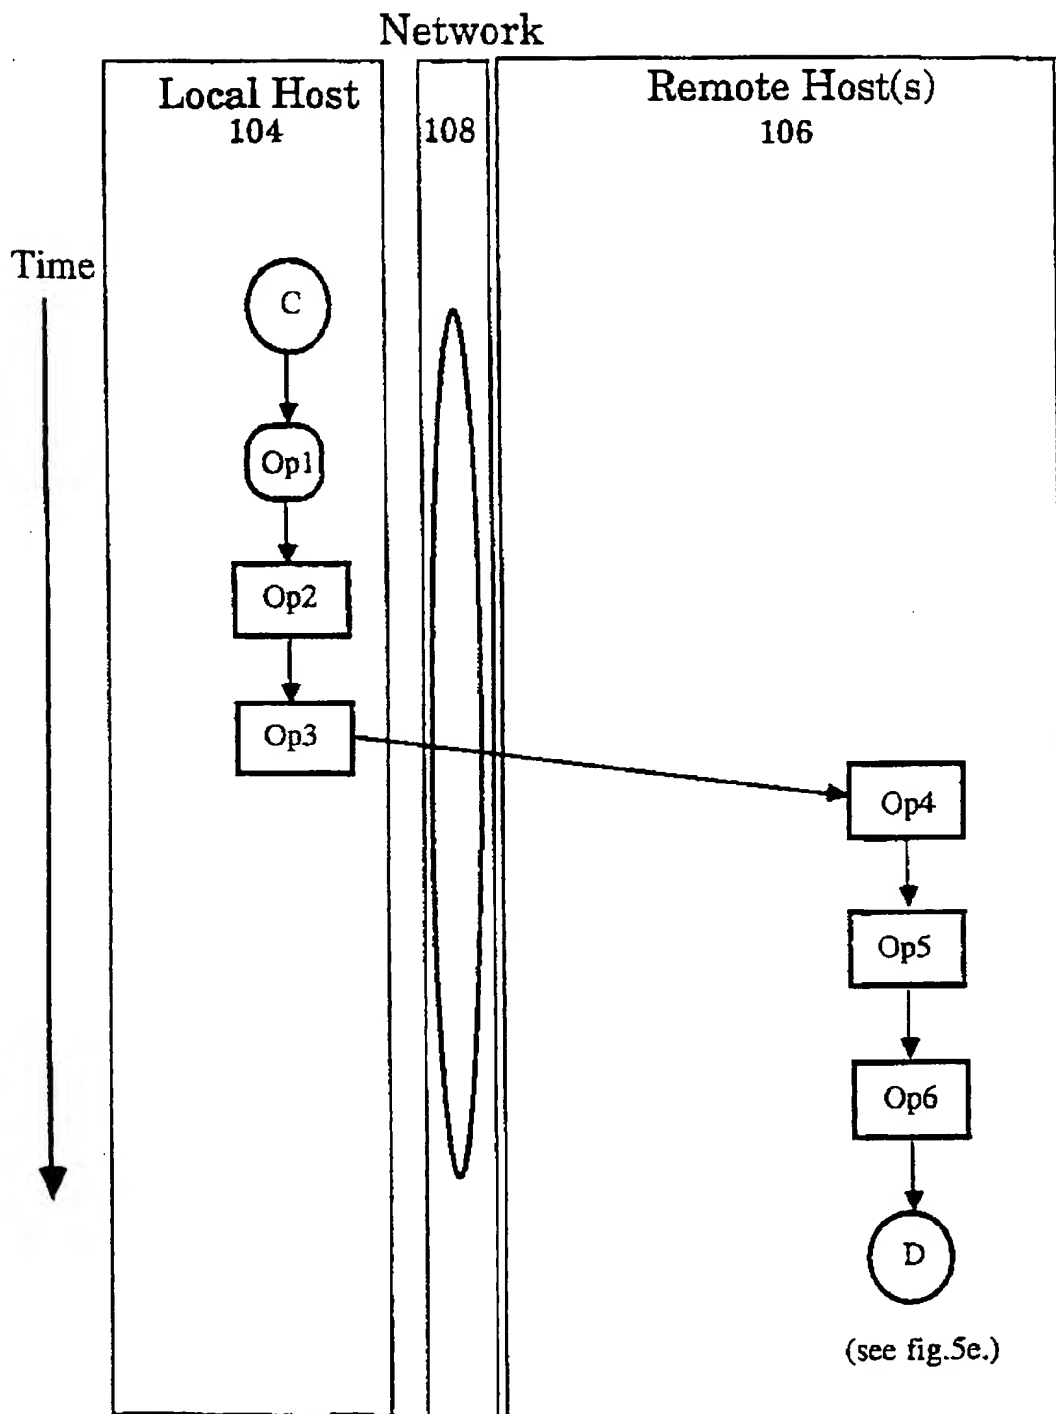 Network
Local Host
104
108
Remote Host(s)
106
Time
C
Op1
Op2
Op3
Op4
Op5
Op6
D
(see fig.5e.)